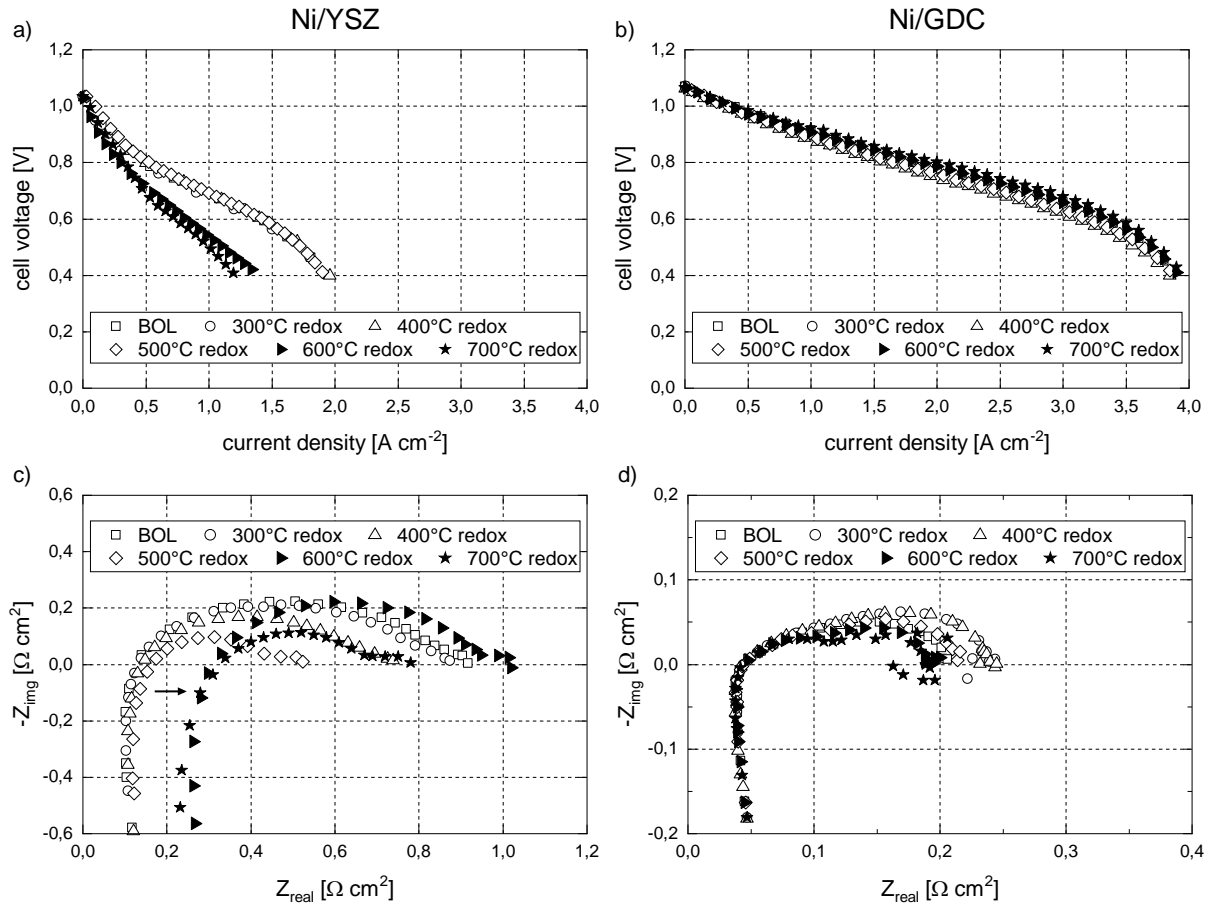 Ni/YSZ
Ni/GDC
a)
1,2
1,0
0,8
0,6
0,4
0,2
0,0
cell voltage [V]
BOL 300°C redox 400°C redox
500°C redox 600°C redox 700°C redox
0,0 0,5 1,0 1,5 2,0 2,5 3,0 3,5 4,0
current density [A cm⁻²]
b)
1,2
1,0
0,8
0,6
0,4
0,2
0,0
cell voltage [V]
BOL 300°C redox 400°C redox
500°C redox 600°C redox 700°C redox
0,0 0,5 1,0 1,5 2,0 2,5 3,0 3,5 4,0
current density [A cm⁻²]
c)
0,6
0,4
0,2
0,0
-0,2
-0,4
-0,6
-Z_img [Ω cm²]
BOL 300°C redox 400°C redox
500°C redox 600°C redox 700°C redox
0,0 0,2 0,4 0,6 0,8 1,0 1,2
Z_real [Ω cm²]
d)
0,2
0,1
0,0
-0,1
-0,2
-Z_img [Ω cm²]
BOL 300°C redox 400°C redox
500°C redox 600°C redox 700°C redox
0,0 0,1 0,2 0,3 0,4
Z_real [Ω cm²]